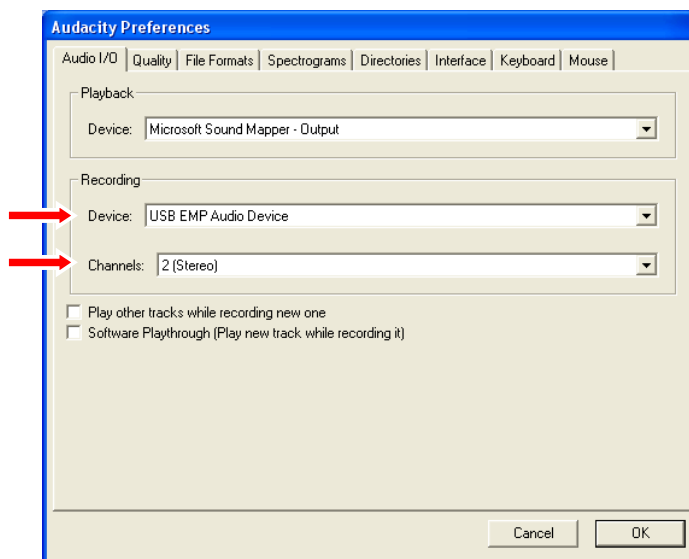 Audacity Preferences
Audio I/O Quality File Formats Spectrograms Directories Interface Keyboard Mouse
Playback
Device: Microsoft Sound Mapper - Output
Recording
Device: USB EMP Audio Device
Channels: 2 (Stereo)
Play other tracks while recording new one
Software Playthrough (Play new track while recording it)
Cancel OK